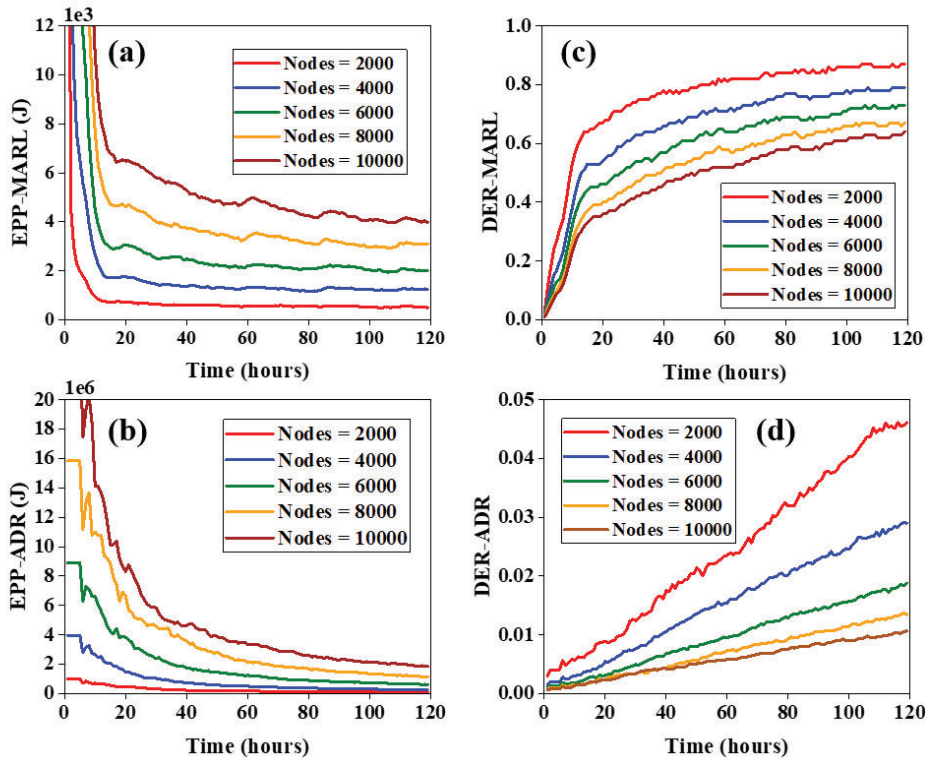 1e3
(a)
EPP-MARL (J)
12
10
8
6
4
2
0
Nodes = 2000
Nodes = 4000
Nodes = 6000
Nodes = 8000
Nodes = 10000
0 20 40 60 80 100 120
Time (hours)
(c)
DER-MARL
1.0
0.8
0.6
0.4
0.2
0.0
Nodes = 2000
Nodes = 4000
Nodes = 6000
Nodes = 8000
Nodes = 10000
0 20 40 60 80 100 120
Time (hours)
1e6
(b)
EPP-ADR (J)
20
18
16
14
12
10
8
6
4
2
0
Nodes = 2000
Nodes = 4000
Nodes = 6000
Nodes = 8000
Nodes = 10000
0 20 40 60 80 100 120
Time (hours)
(d)
DER-ADR
0.05
0.04
0.03
0.02
0.01
0.00
Nodes = 2000
Nodes = 4000
Nodes = 6000
Nodes = 8000
Nodes = 10000
0 20 40 60 80 100 120
Time (hours)